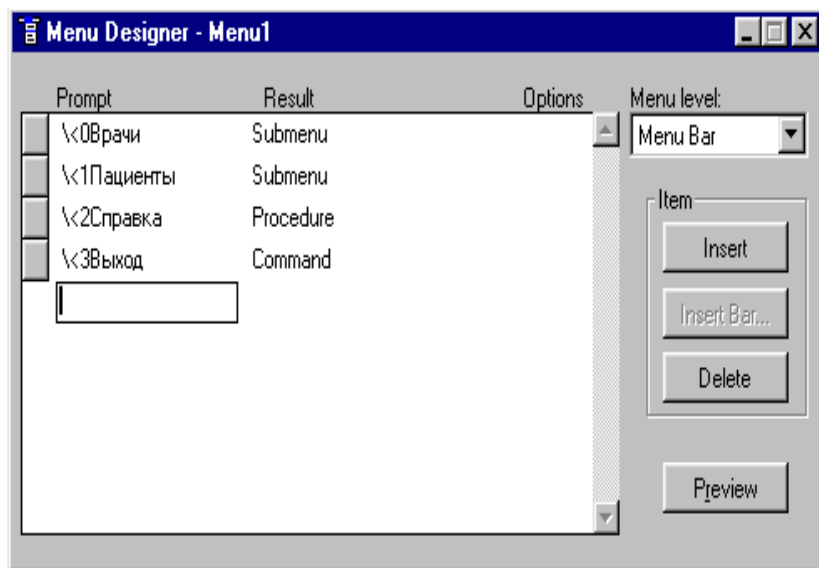 Menu Designer - Menu1
Prompt Result Options Menu level:
\<0Врачи Submenu Menu Bar
\<1Пациенты Submenu
Item
\<2Справка Procedure
Insert
\<3Выход Command
Insert Bar...
Delete
Preview